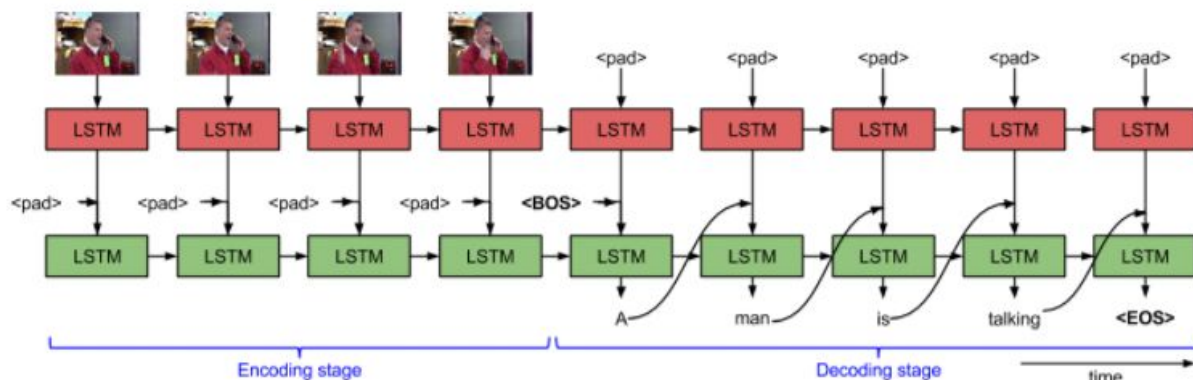 <pad> <pad> <pad> <pad> <pad>
LSTM LSTM LSTM LSTM LSTM LSTM LSTM LSTM LSTM
<pad> <pad> <pad> <pad> <BOS>
LSTM LSTM LSTM LSTM LSTM LSTM LSTM LSTM LSTM
A man is talking <EOS>
Encoding stage Decoding stage
time